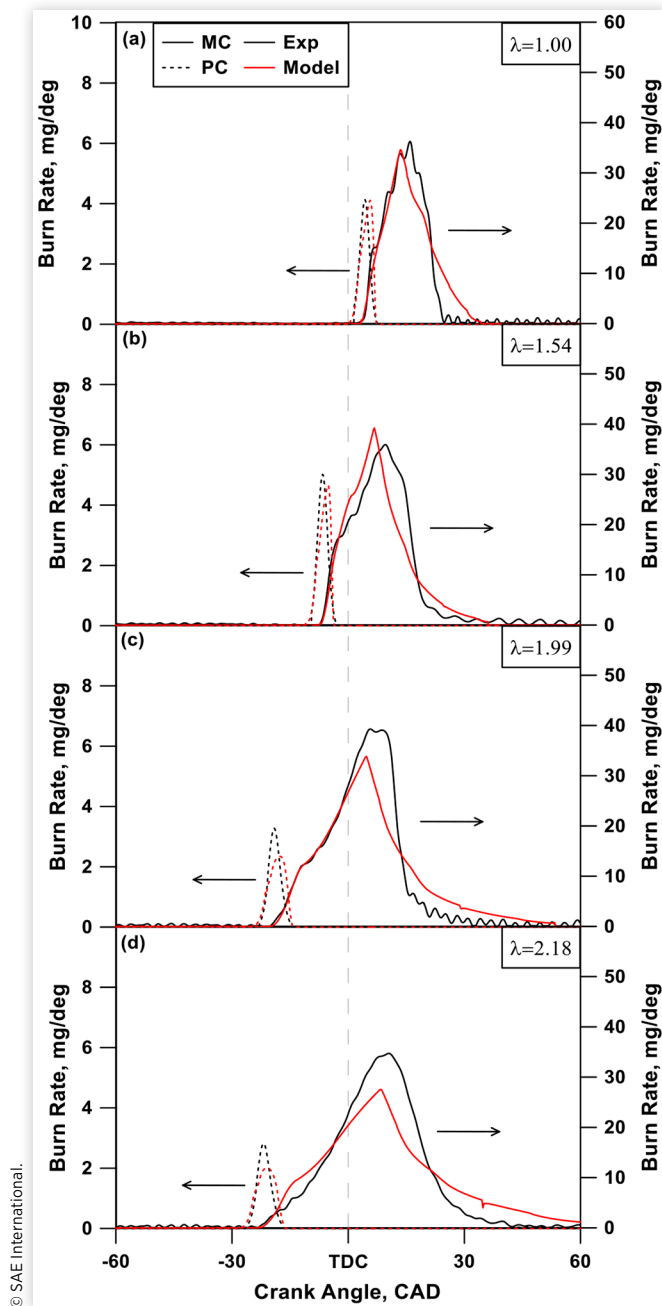 (a)
MC Exp
PC Model
λ=1.00
10
8
6
4
2
0
Burn Rate, mg/deg
60
50
40
30
20
10
0
Burn Rate, mg/deg
(b)
λ=1.54
8
6
4
2
0
Burn Rate, mg/deg
50
40
30
20
10
0
Burn Rate, mg/deg
(c)
λ=1.99
8
6
4
2
0
Burn Rate, mg/deg
50
40
30
20
10
0
Burn Rate, mg/deg
(d)
λ=2.18
8
6
4
2
0
Burn Rate, mg/deg
50
40
30
20
10
0
Burn Rate, mg/deg
-60 -30 TDC 30 60
Crank Angle, CAD
© SAE International.